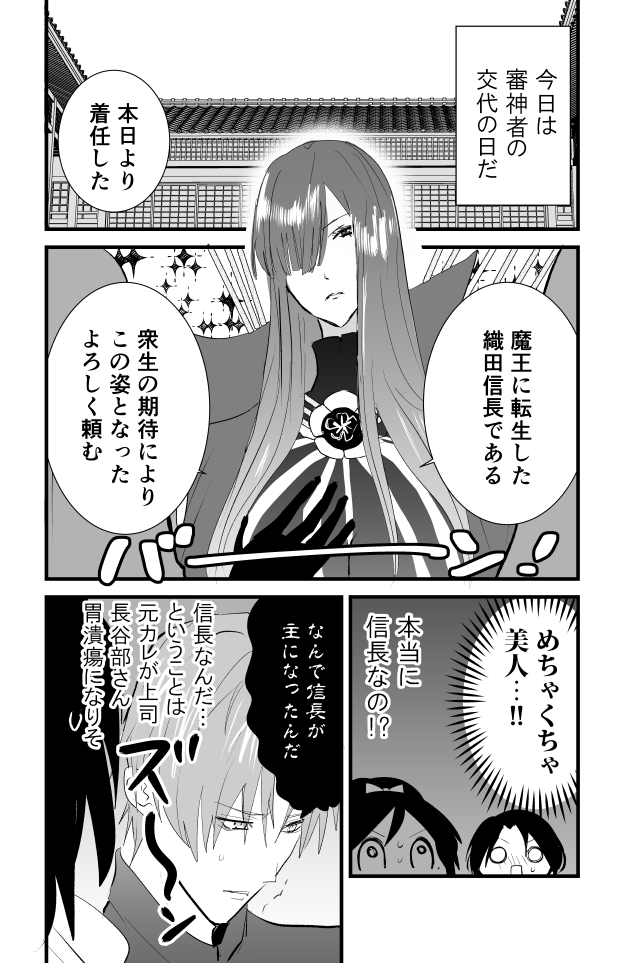 今日は
審神者の
交代の日だ
本日より
着任した
魔王に転生した
織田信長である
衆生の期待により
この姿となった
よろしく頼む
バーン!
めちゃくちゃ
美人…!!
本当に
信長なの!?
なんで信長が
主になったんだ
信長なんだ…
ということは
元カレが上司
長谷部さん
胃潰瘍になりそ
ズーン